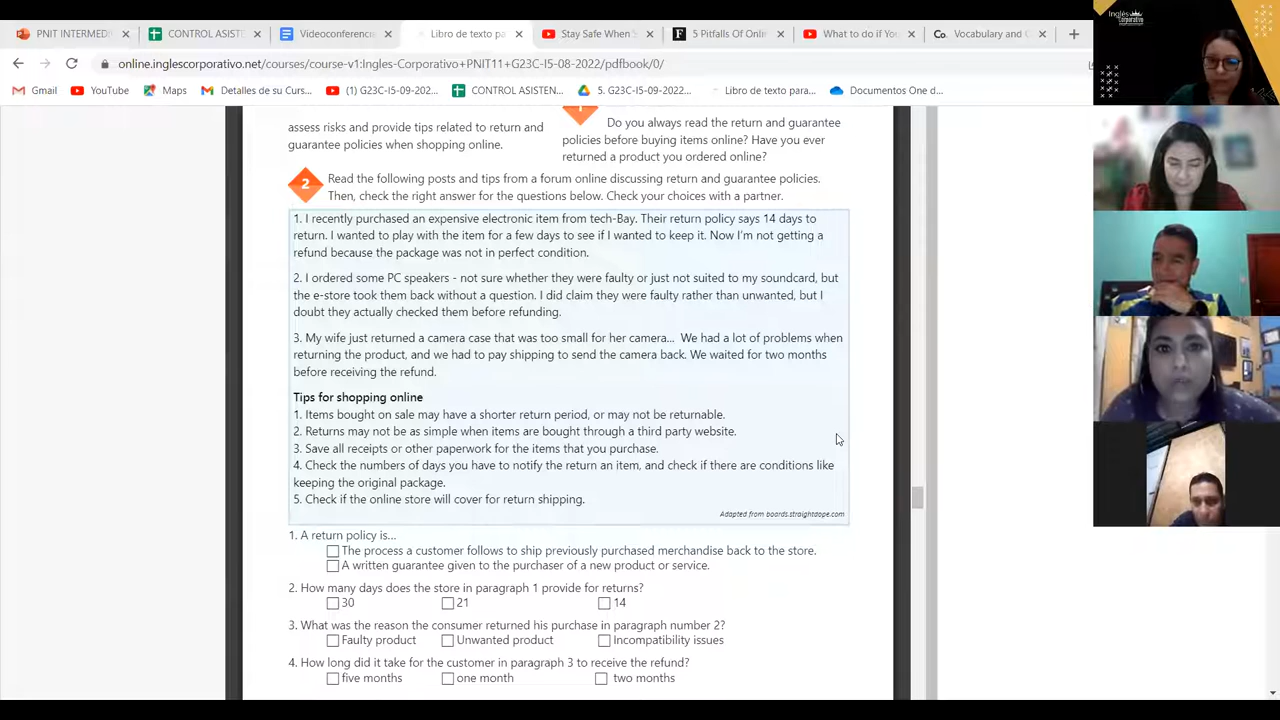 PNIT INTERMED
CONTROL ASIST
Videoconferenci
Libro de texto pa
Stay Safe When S
5 Pitfalls Of Onli
What to do if You
Vocabulary and G
online.inglescorporativo.net/courses/course-v1:Ingles-Corporativo+PNIT11+G23C-I5-08-2022/pdfbook/0/
Gmail
YouTube
Maps
Detalles de su Curs...
(1) G23C-I5-09-202...
CONTROL ASISTEN...
5. G23C-I5-09-2022...
Libro de texto para...
Documentos One d...
Inglés
Corporativo
assess risks and provide tips related to return and
guarantee policies when shopping online.
1
Do you always read the return and guarantee
policies before buying items online? Have you ever
returned a product you ordered online?
2
Read the following posts and tips from a forum online discussing return and guarantee policies.
Then, check the right answer for the questions below. Check your choices with a partner.
1. I recently purchased an expensive electronic item from tech-Bay. Their return policy says 14 days to
return. I wanted to play with the item for a few days to see if I wanted to keep it. Now I'm not getting a
refund because the package was not in perfect condition.
2. I ordered some PC speakers - not sure whether they were faulty or just not suited to my soundcard, but
the e-store took them back without a question. I did claim they were faulty rather than unwanted, but I
doubt they actually checked them before refunding.
3. My wife just returned a camera case that was too small for her camera... We had a lot of problems when
returning the product, and we had to pay shipping to send the camera back. We waited for two months
before receiving the refund.
Tips for shopping online
1. Items bought on sale may have a shorter return period, or may not be returnable.
2. Returns may not be as simple when items are bought through a third party website.
3. Save all receipts or other paperwork for the items that you purchase.
4. Check the numbers of days you have to notify the return an item, and check if there are conditions like
keeping the original package.
5. Check if the online store will cover for return shipping.
Adapted from boards.straightdope.com
1. A return policy is...
The process a customer follows to ship previously purchased merchandise back to the store.
A written guarantee given to the purchaser of a new product or service.
2. How many days does the store in paragraph 1 provide for returns?
30 21 14
3. What was the reason the consumer returned his purchase in paragraph number 2?
Faulty product Unwanted product Incompatibility issues
4. How long did it take for the customer in paragraph 3 to receive the refund?
five months one month two months